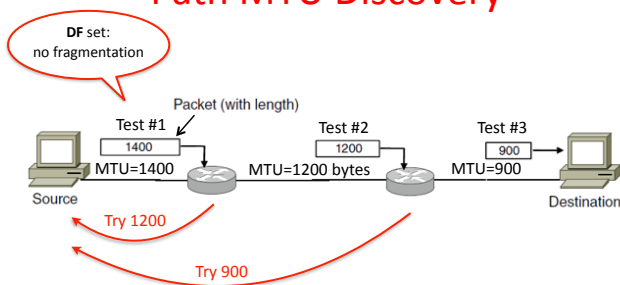 Path MTU Discovery
DF set:
no fragmentation
Packet (with length)
Test #1
Test #2
Test #3
1400
1200
900
MTU=1400
MTU=1200 bytes
MTU=900
Source
Destination
Try 1200
Try 900